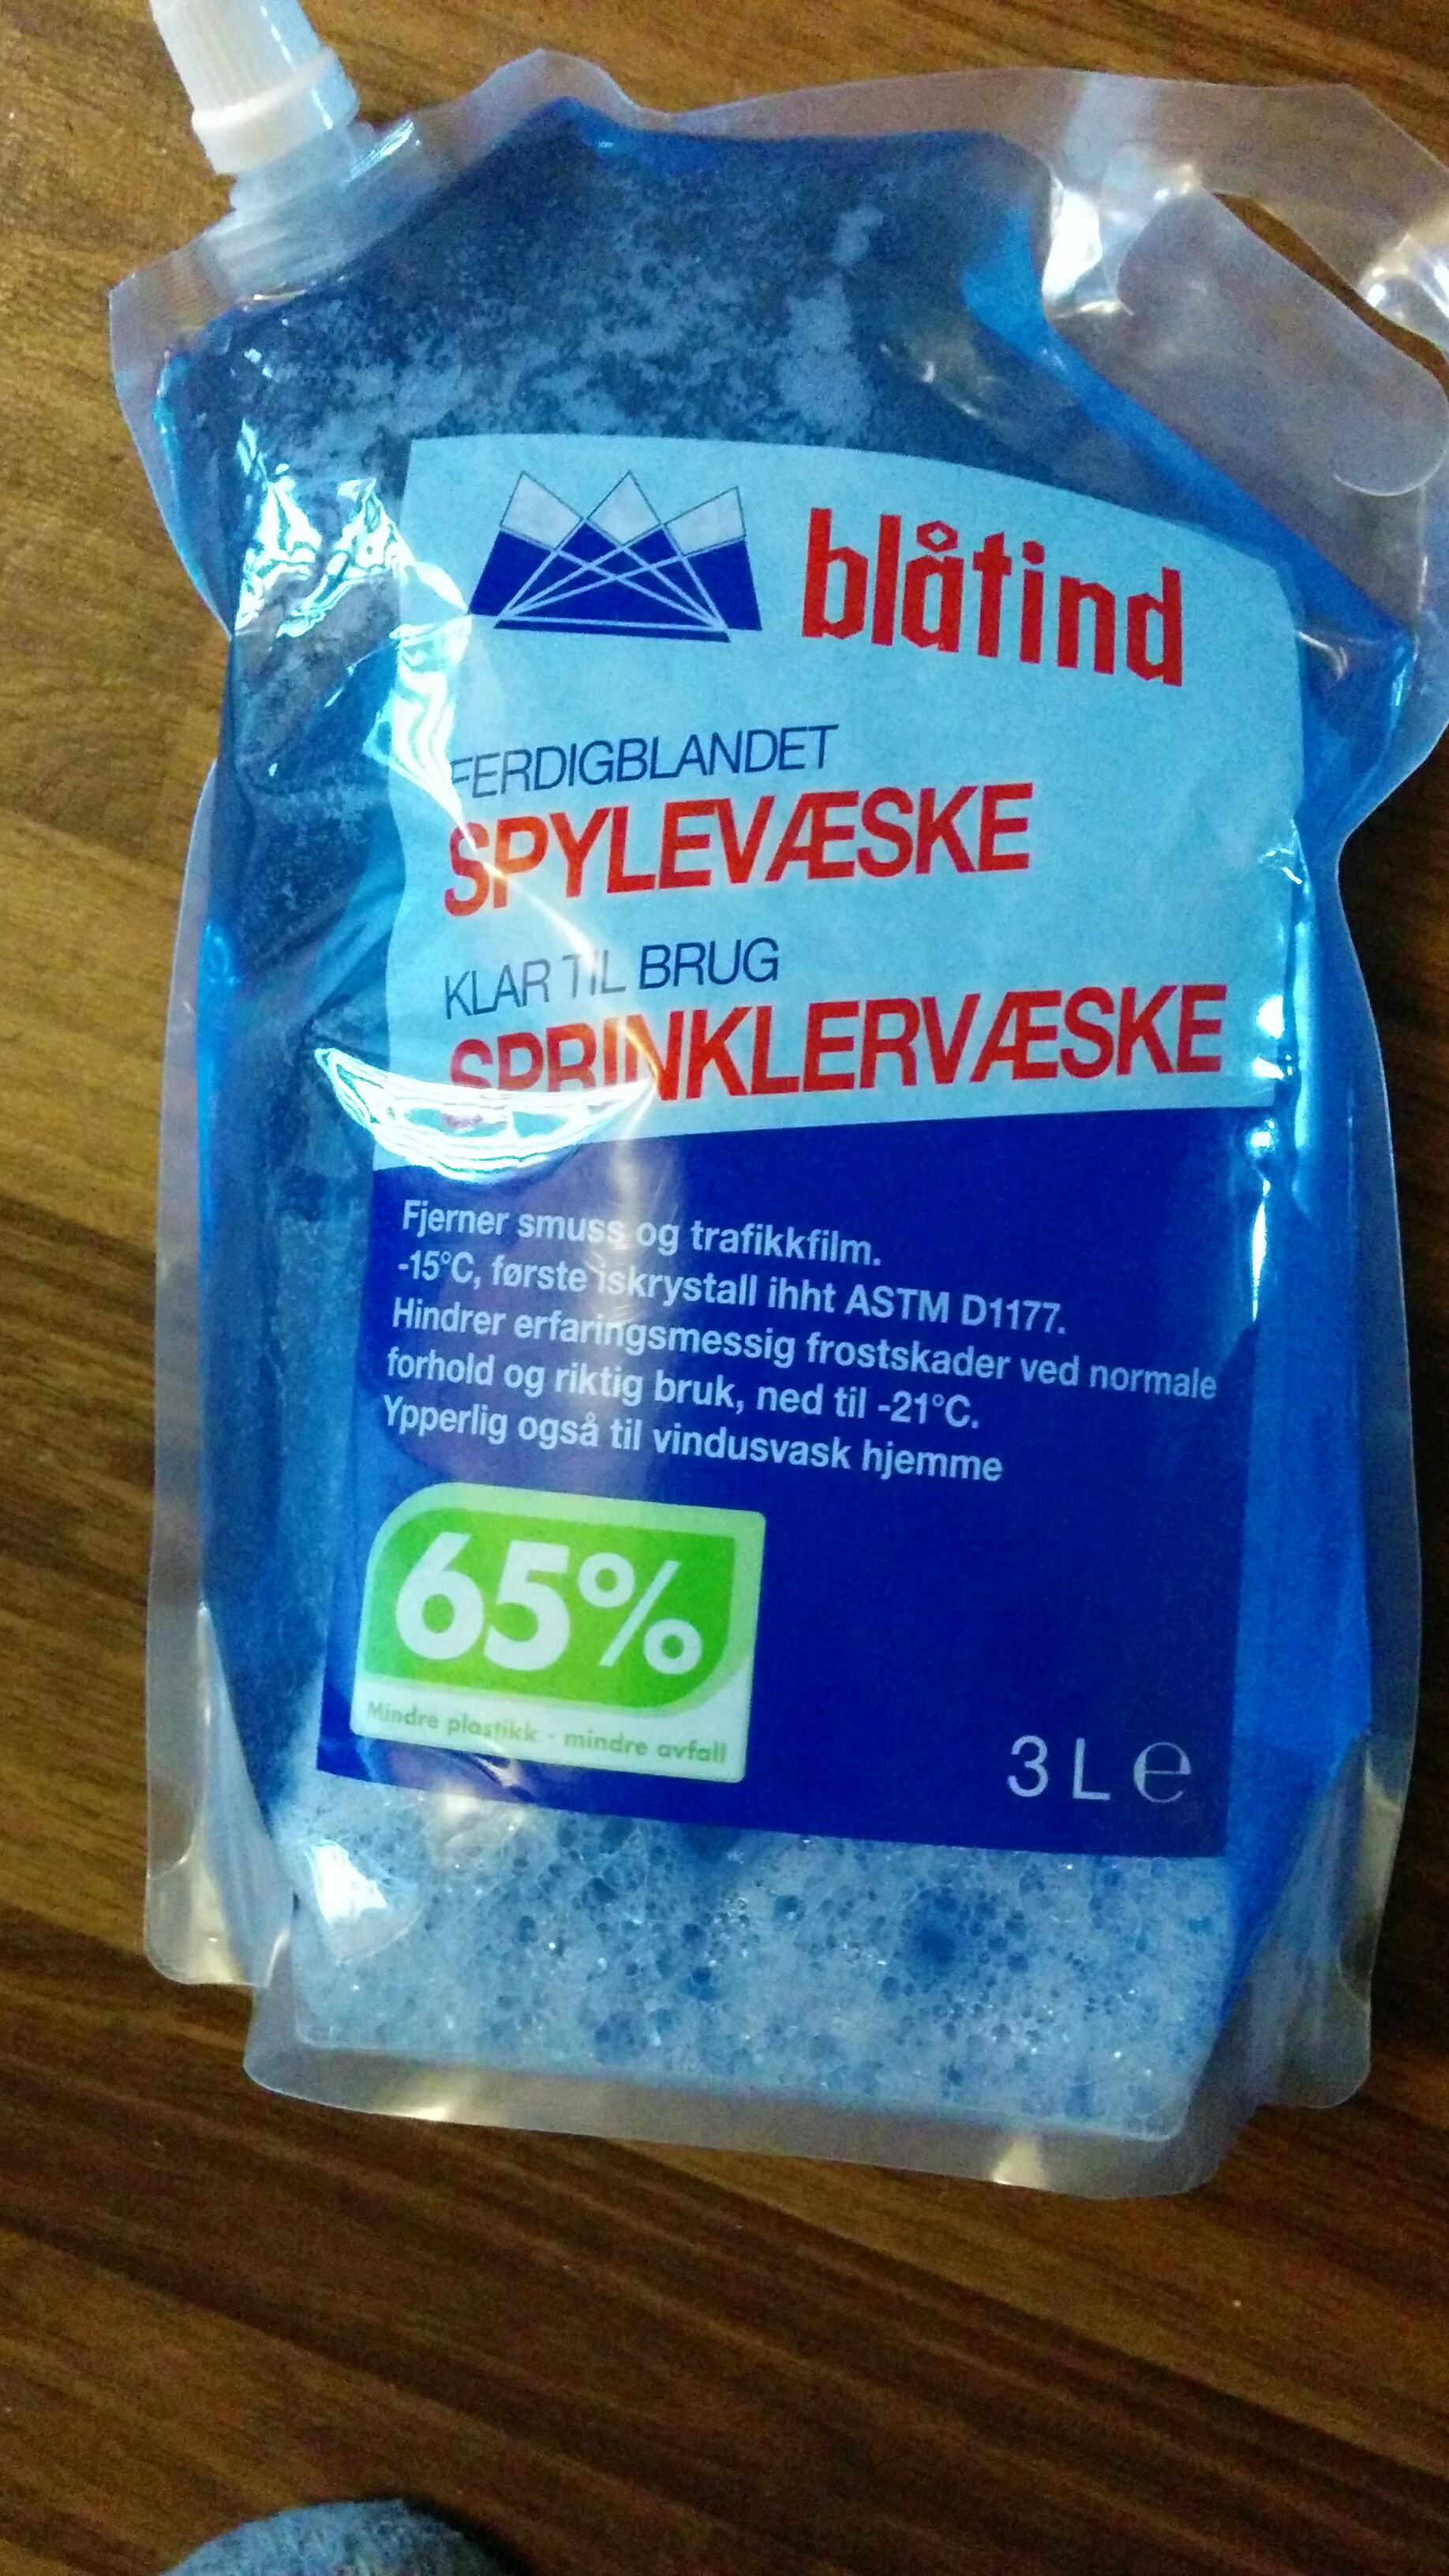 blåtind
FERDIGBLANDET
SPYLEVÆSKE
KLAR TIL BRUG
SPRINKLERVÆSKE
Fjerner smuss og trafikkfilm.
-15°C, første iskrystall ihht ASTM D1177.
Hindrer erfaringsmessig frostskader ved normale
forhold og riktig bruk, ned til -21°C.
Ypperlig også til vindusvask hjemme
65%
Mindre plastikk - mindre avfall
3 L ℮